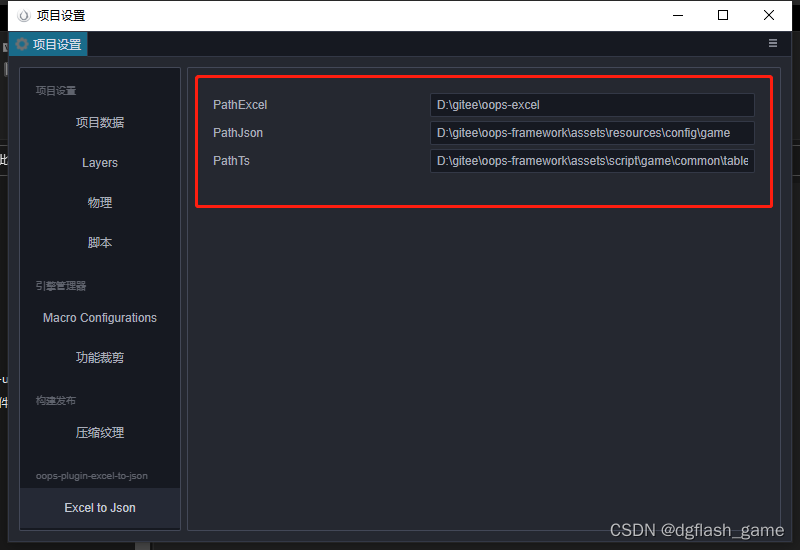 项目设置
项目设置
项目设置
项目数据
Layers
物理
脚本
引擎管理器
Macro Configurations
功能裁剪
构建发布
压缩纹理
oops-plugin-excel-to-json
Excel to Json
PathExcel
D:\gitee\oops-excel
PathJson
D:\gitee\oops-framework\assets\resources\config\game
PathTs
D:\gitee\oops-framework\assets\script\game\common\table
此
-u
件
CSDN @dgflash_game